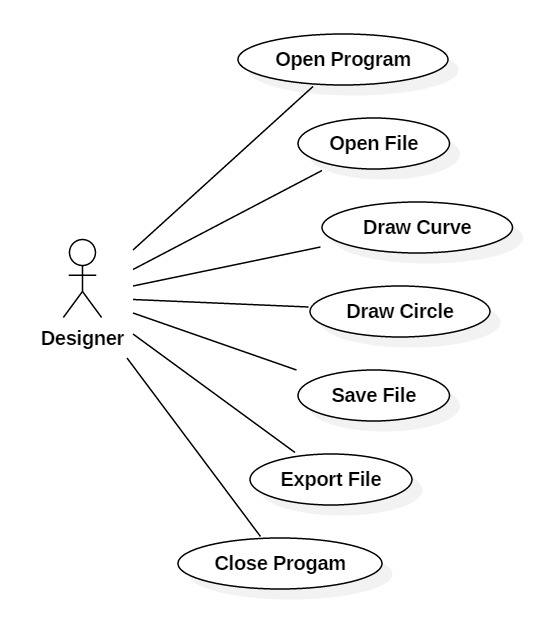 Open Program
Open File
Draw Curve
Draw Circle
Designer
Save File
Export File
Close Progam